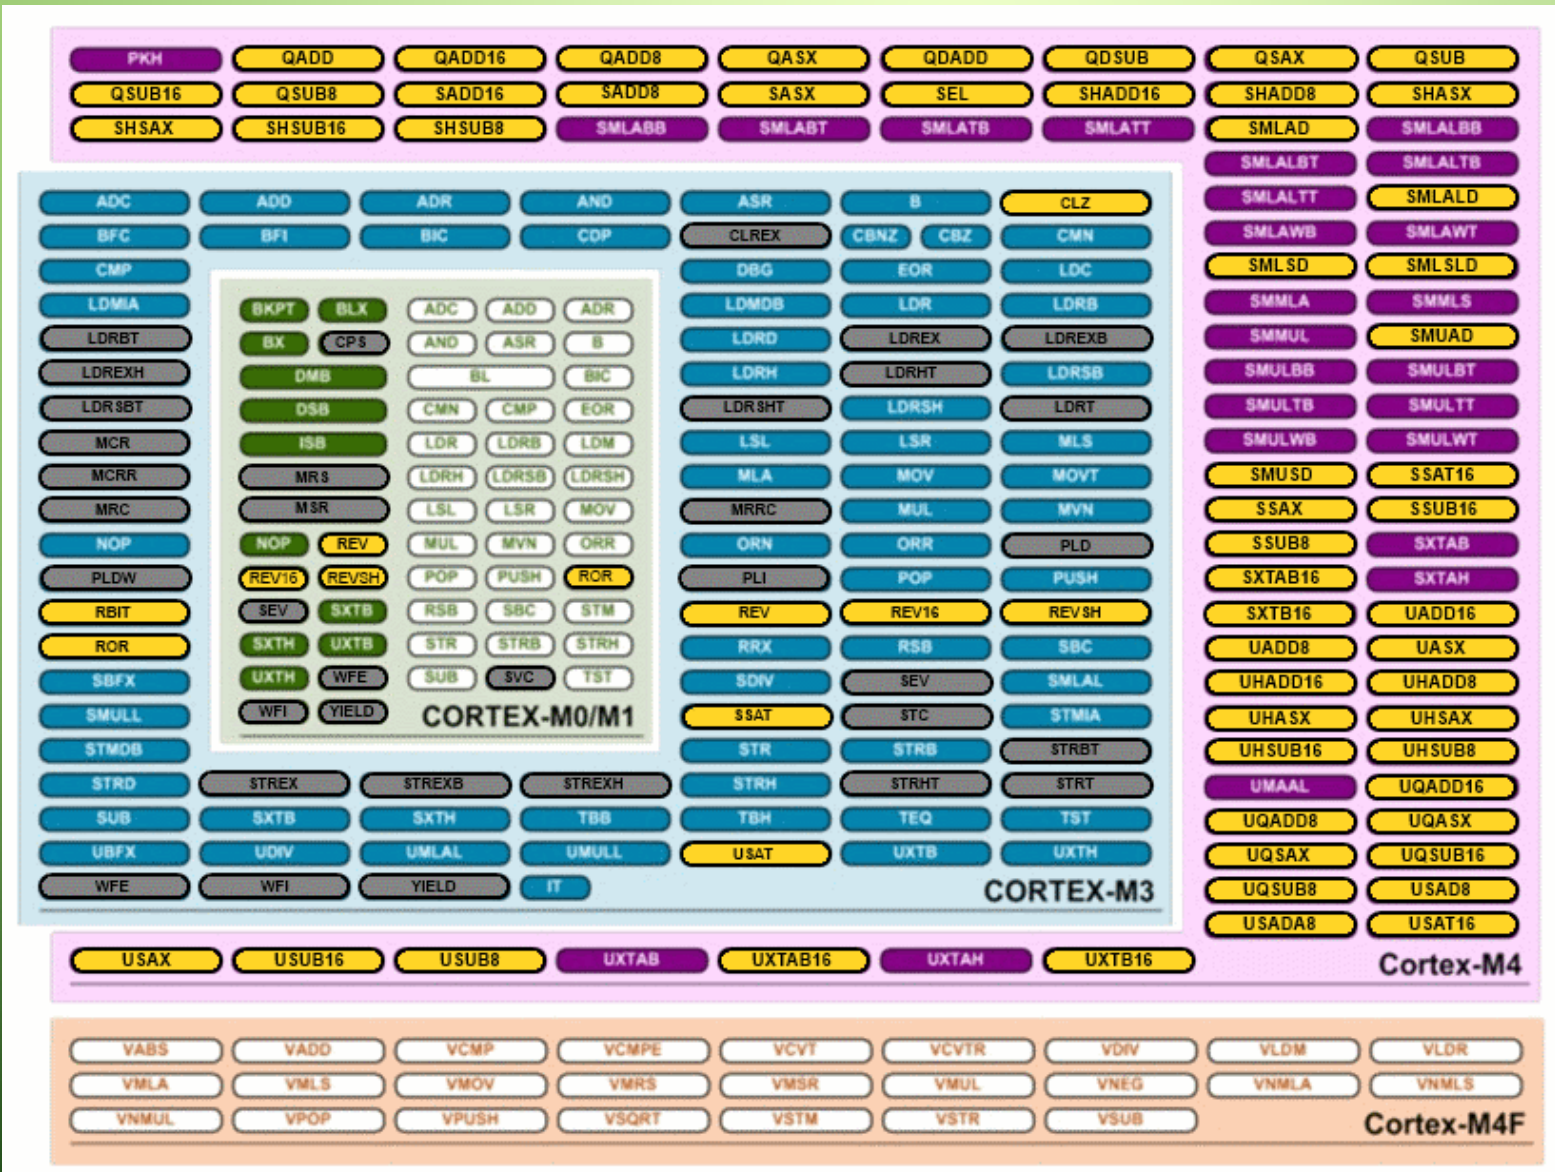 PKH QADD QADD16 QADD8 QASX QDADD QDSUB QSAX QSUB
QSUB16 QSUB8 SADD16 SADD8 SASX SEL SHADD16 SHADD8 SHASX
SHSAX SHSUB16 SHSUB8 SMLABB SMLABT SMLATB SMLATT SMLAD SMLALBB
SMLALBT SMLALTB
ADC ADD ADR AND ASR B CLZ SMLALTT SMLALD
BFC BFI BIC CDP CLREX CBNZ CBZ CMN SMLAWB SMLAWT
CMP DBG EOR LDC SMLSD SMLSLD
LDMIA BKPT BLX ADC ADD ADR LDMDB LDR LDRB SMMLA SMMLS
LDRBT BX CPS AND ASR B LDRD LDREX LDREXB SMMUL SMUAD
LDREXH DMB BL BIC LDRH LDRHT LDRSB SMULBB SMULBT
LDRSBT DSB CMN CMP EOR LDRSHT LDRSH LDRT SMULTB SMULTT
MCR ISB LDR LDRB LDM LSL LSR MLS SMULWB SMULWT
MCRR MRS LDRH LDRSB LDRSH MLA MOV MOVT SMUSD SSAT16
MRC MSR LSL LSR MOV MRRC MUL MVN SSAX SSUB16
NOP NOP REV MUL MVN ORR ORN ORR PLD SSUB8 SXTAB
PLDW REV16 REVSH POP PUSH ROR PLI POP PUSH SXTAB16 SXTAH
RBIT SEV SXTB RSB SBC STM REV REV16 REVSH SXTB16 UADD16
ROR SXTH UXTB STR STRB STRH RRX RSB SBC UADD8 UASX
SBFX UXTH WFE SUB SVC TST SDIV SEV SMLAL UHADD16 UHADD8
SMULL WFI YIELD CORTEX-M0/M1 SSAT STC STMIA UHASX UHSAX
STMDB STR STRB STRBT UHSUB16 UHSUB8
STRD STREX STREXB STREXH STRH STRHT STRT UMAAL UQADD16
SUB SXTB SXTH TBB TBH TEQ TST UQADD8 UQASX
UBFX UDIV UMLAL UMULL USAT UXTB UXTH UQSAX UQSUB16
WFE WFI YIELD IT CORTEX-M3 UQSUB8 USAD8
USADA8 USAT16
USAX USUB16 USUB8 UXTAB UXTAB16 UXTAH UXTB16 Cortex-M4
VABS VADD VCMP VCMPE VCVT VCVTR VDIV VLDM VLDR
VMLA VMLS VMOV VMRS VMSR VMUL VNEG VNMLA VNMLS
VNMUL VPOP VPUSH VSQRT VSTM VSTR VSUB Cortex-M4F